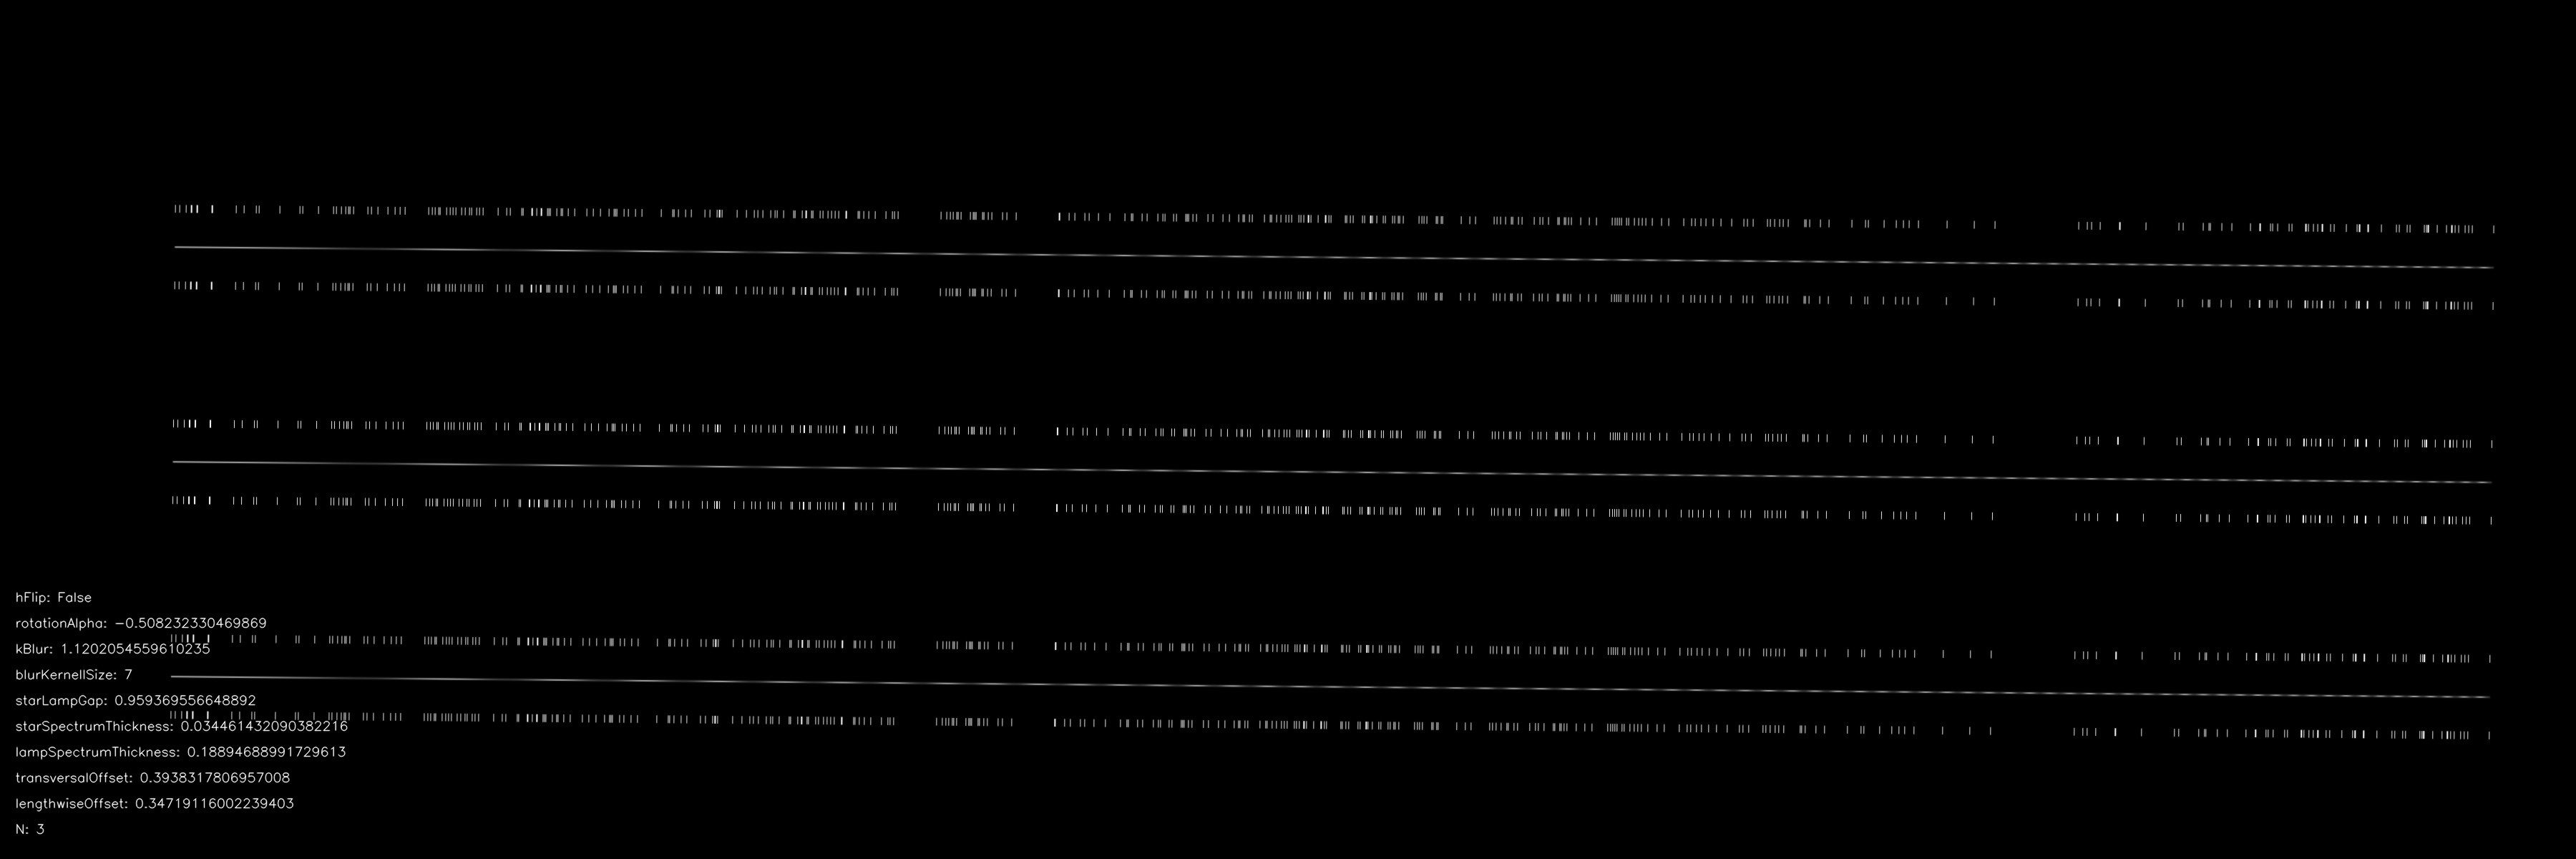 hFlip: False
rotationAlpha: −0.508232330469869
kBlur: 1.1202054559610235
blurKernellSize: 7
starLampGap: 0.959369556648892
starSpectrumThickness: 0.034461432090382216
lampSpectrumThickness: 0.18894688991729613
transversalOffset: 0.3938317806957008
lengthwiseOffset: 0.34719116002239403
N: 3